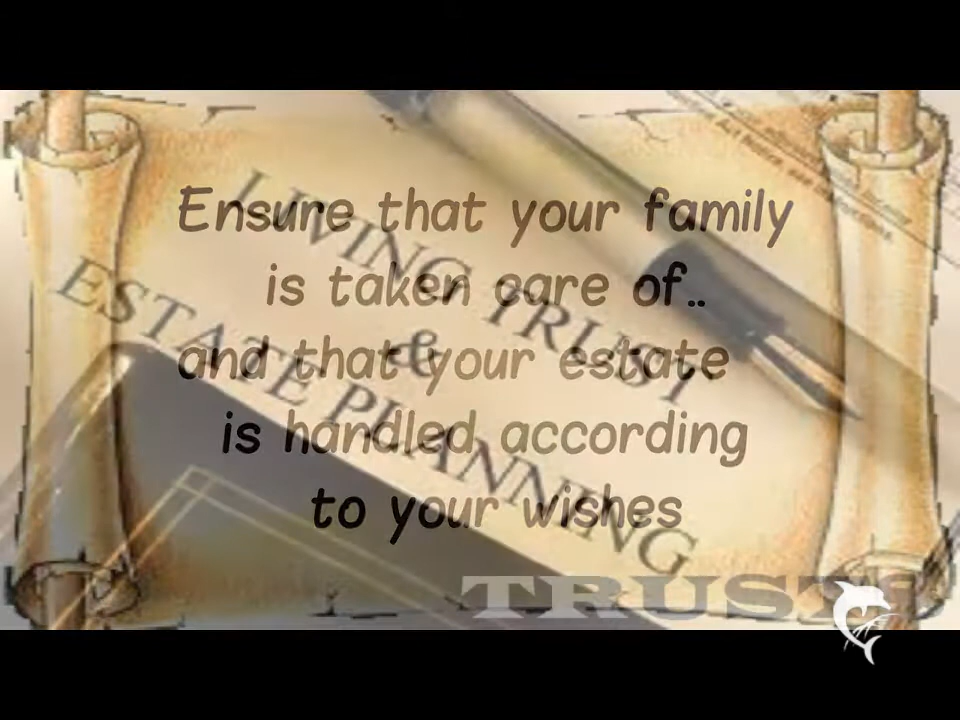 Ensure that your family
is taken care of..
and that your estate
is handled according
to your wishes
LIVING TRUST
&
ESTATE PLANNING
TRUSTS